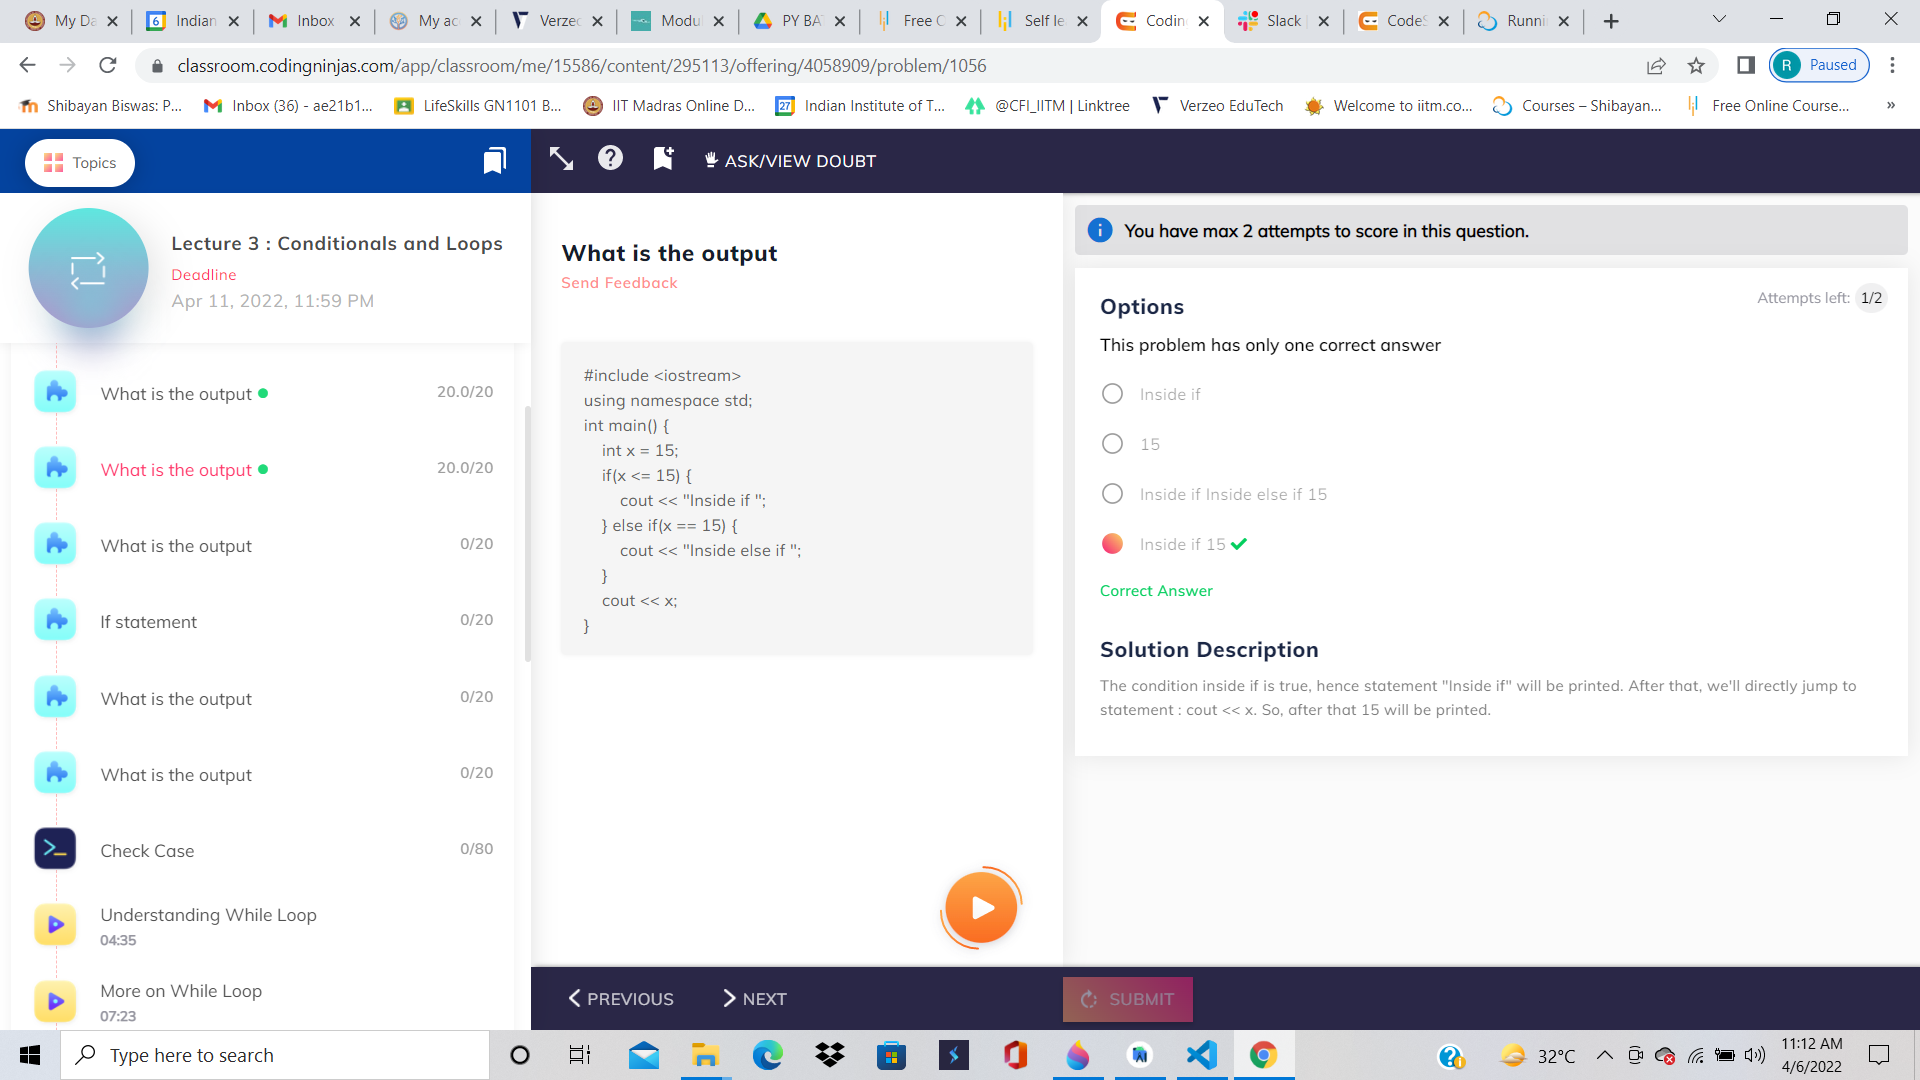 My Da
Indian
Inbox
My ac
Verzec
Modul
PY BAT
Free C
Self le
Coding
Slack
CodeS
Runni
classroom.codingninjas.com/app/classroom/me/15586/content/295113/offering/4058909/problem/1056
R Paused
Shibayan Biswas: P...
Inbox (36) - ae21b1...
LifeSkills GN1101 B...
IIT Madras Online D...
27 Indian Institute of T...
@CFI_IITM | Linktree
Verzeo EduTech
Welcome to iitm.co...
Courses – Shibayan...
Free Online Course...
»
Topics
ASK/VIEW DOUBT
Lecture 3 : Conditionals and Loops
Deadline
Apr 11, 2022, 11:59 PM
What is the output 20.0/20
What is the output 20.0/20
What is the output 0/20
If statement 0/20
What is the output 0/20
What is the output 0/20
Check Case 0/80
Understanding While Loop
04:35
More on While Loop
07:23
What is the output
Send Feedback
#include <iostream>
using namespace std;
int main() {
int x = 15;
if(x <= 15) {
cout << "Inside if ";
} else if(x == 15) {
cout << "Inside else if ";
}
cout << x;
}
PREVIOUS
NEXT
You have max 2 attempts to score in this question.
Options
Attempts left: 1/2
This problem has only one correct answer
Inside if
15
Inside if Inside else if 15
Inside if 15
Correct Answer
Solution Description
The condition inside if is true, hence statement "Inside if" will be printed. After that, we'll directly jump to
statement : cout << x. So, after that 15 will be printed.
SUBMIT
Type here to search
32°C
11:12 AM
4/6/2022